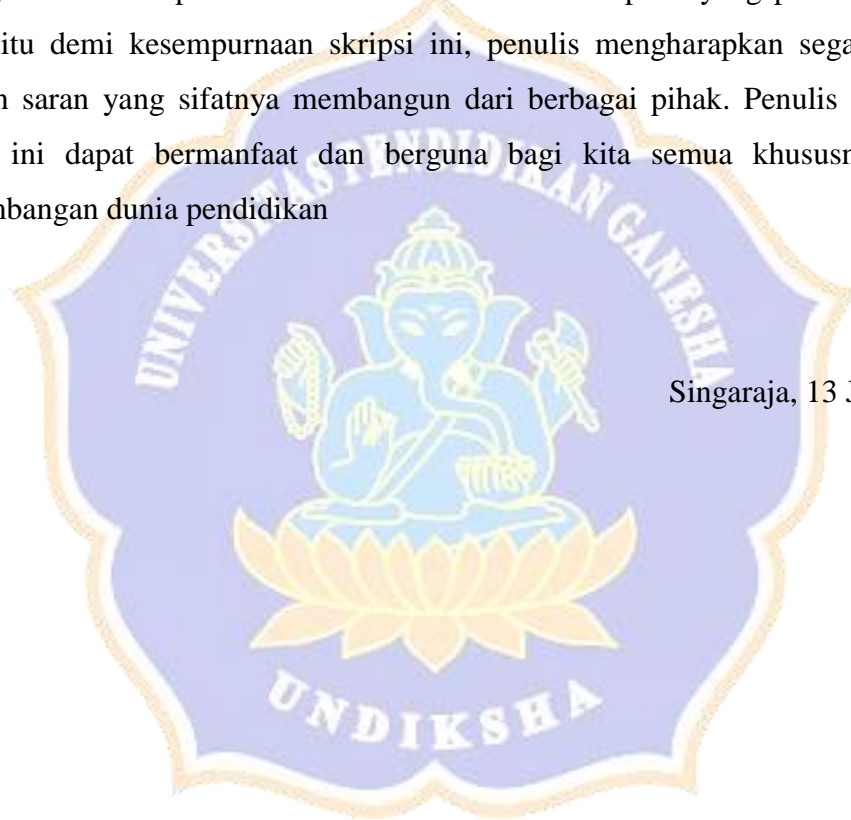 itu demi kesempurnaan skripsi ini, penulis mengharapkan sega
saran yang sifatnya membangun dari berbagai pihak. Penulis
ini dapat bermanfaat dan berguna bagi kita semua khususn
mbangan dunia pendidikan
UNIVERSITAS PENDIDIKAN GANESHA
Singaraja, 13 J
UNDIKSHA